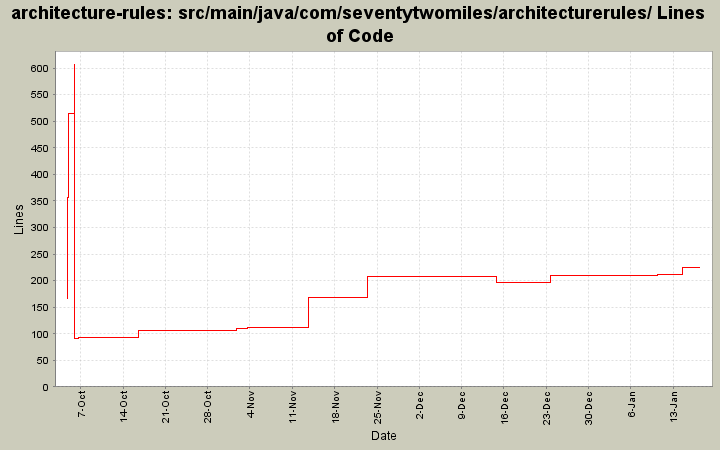 architecture-rules: src/main/java/com/seventytwomiles/architecturerules/ Lines
of Code
600
550
500
450
400
350
300
250
200
150
100
50
0
Lines
7-Oct
14-Oct
21-Oct
28-Oct
4-Nov
11-Nov
18-Nov
25-Nov
2-Dec
9-Dec
16-Dec
23-Dec
30-Dec
6-Jan
13-Jan
Date